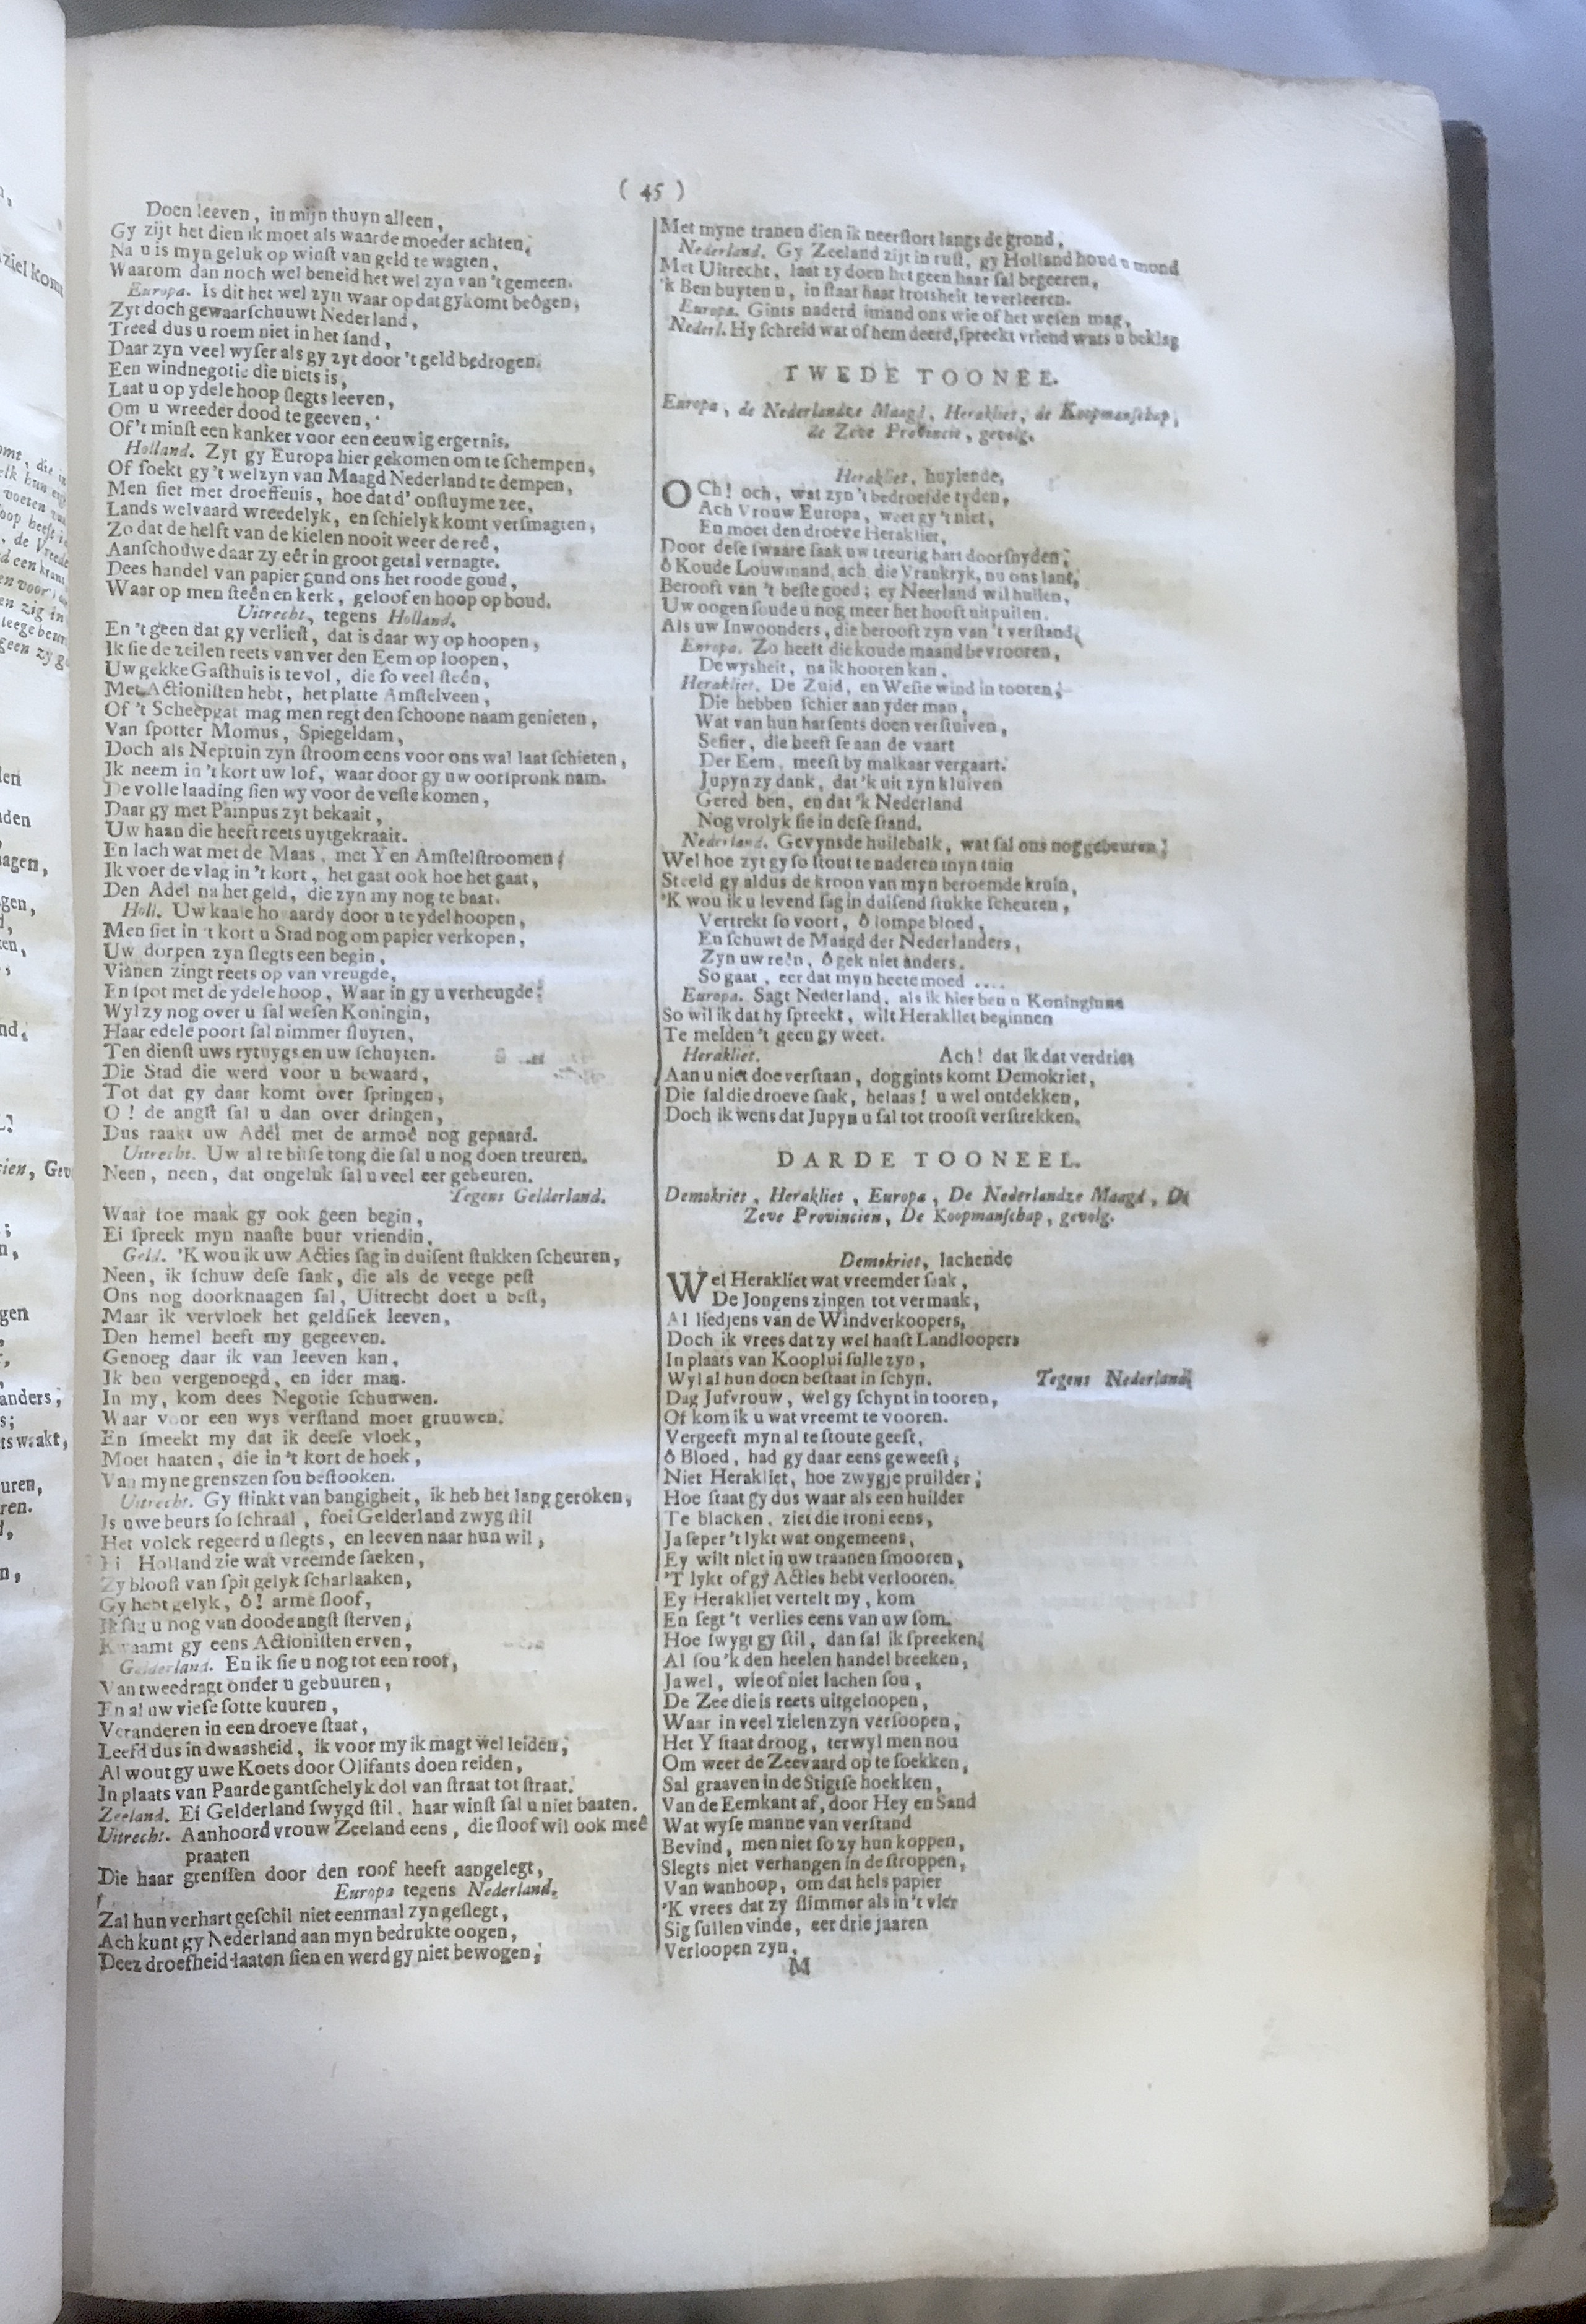 ( 45 )
Doen leeven, in mijn thuyn alleen,
Gy zijt het dien ik moet als waarde moeder achten,
Na u is myn geluk op winſt van geld te wagten,
Waarom dan noch wel beneid het wel zyn van 't gemeen.
Europa. Is dit het wel zyn waar op dat gy komt beôgen,
Zyt doch gewaarſchuuwt Nederland,
Treed dus u roem niet in het ſand,
Daar zyn veel wyſer als gy zyt door 't geld bedrogen.
Een windnegotie die niets is,
Laat u op ydele hoop ſlegts leeven,
Om u wreeder dood te geeven,
Of 't minſt een kanker voor een eeuwig ergernis.
Holland. Zyt gy Europa hier gekomen om te ſchempen,
Of ſoekt gy 't welzyn van Maagd Nederland te dempen,
Men ſiet met droeffenis, hoe dat d' onſtuyme zee,
Lands welvaard wreedelyk, en ſchielyk komt verſmagten,
Zo dat de helft van de kielen nooit weer de reê,
Aanſchouwe daar zy eêr in groot getal vernagte.
Dees handel van papier gund ons het roode goud,
Waar op men ſteên en kerk, geloof en hoop op boud.
Uitrecht, tegens Holland.
En 't geen dat gy verlieſt, dat is daar wy op hoopen,
Ik ſie de zeilen reets van ver den Eem op loopen,
Uw gekke Gaſthuis is te vol, die ſo veel ſteên,
Met Actioniſten hebt, het platte Amſtelveen,
Of 't Scheepgat mag men regt den ſchoone naam genieten,
Van ſpotter Momus, Spiegeldam,
Doch als Neptuin zyn ſtroom eens voor ons wal laat ſchieten,
Ik neem in 't kort uw lof, waar door gy uw oorſpronk nam.
De volle laading ſien wy voor de veſte komen,
Daar gy met Pampus zyt bekaait,
Uw haan die heeft reets uytgekraait.
En lach wat met de Maas, met Y en Amſtelſtroomen;
Ik voer de vlag in 't kort, het gaat ook hoe het gaat,
Den Adel na het geld, die zyn my nog te baat.
Holl. Uw kaale ho aardy door u te ydel hoopen,
Men ſiet in 't kort u Stad nog om papier verkopen,
Uw dorpen zyn ſlegts een begin,
Vianen zingt reets op van vreugde,
En ſpot met de ydele hoop, Waar in gy u verheugde;
Wyl zy nog over u ſal weſen Koningin,
Haar edele poort ſal nimmer ſluyten,
Ten dienſt uws rytuygs en uw ſchuyten.
Die Stad die werd voor u bewaard,
Tot dat gy daar komt over ſpringen,
O! de angſt ſal u dan over dringen,
Dus raakt uw Adel met de armoê nog gepaard.
Uitrecht. Uw al te bitſe tong die ſal u nog doen treuren.
Neen, neen, dat ongeluk ſal u veel eer gebeuren.
Tegens Gelderland.
Waar toe maak gy ook geen begin,
Ei ſpreek myn naaſte buur vriendin.
Geld. 'K wou ik uw Acties ſag in duiſent ſtukken ſcheuren,
Neen, ik ſchuw deſe ſaak, die als de veege peſt
Ons nog doorknaagen ſal, Uitrecht doet u beſt,
Maar ik vervloek het geldſiek leeven,
Den hemel heeft my gegeeven.
Genoeg daar ik van leeven kan,
Ik ben vergenoegd, en ider man.
In my, kom dees Negotie ſchuuwen.
Waar voor een wys verſtand moet gruuwen.
En ſmeekt my dat ik deeſe vloek,
Moet haaten, die in 't kort de hoek,
Van myne grenszen ſou beſtooken.
Uitrecht. Gy ſtinkt van bangigheit, ik heb het lang geroken,
Is uwe beurs ſo ſchraal, foei Gelderland zwyg ſtil
Het volck regeerd u ſlegts, en leeven naar hun wil,
Holland zie wat vreemde ſaeken,
Zy blooſt van ſpit gelyk ſcharlaaken,
Gy hebt gelyk, ô! arme ſloof,
Ik ſag u nog van doode angſt ſterven,
Kwaamt gy eens Actioniſten erven,
Gelderland. En ik ſie u nog tot een roof,
Van tweedragt onder u gebuuren,
En al uw vieſe ſotte kuuren,
Veranderen in een droeve ſtaat,
Leefd dus in dwaasheid, ik voor my ik magt wel leiden,
Al wout gy uwe Koets door Olifants doen reiden,
In plaats van Paarde gantſchelyk dol van ſtraat tot ſtraat.
Zeeland. Ei Gelderland ſwygd ſtil, haar winſt ſal u niet baaten.
Uitrecht. Aanhoord vrouw Zeeland eens, die ſloof wil ook meê
praaten
Die haar grenſſen door den roof heeft aangelegt,
Europa tegens Nederland.
Zal hun verhart geſchil niet eenmaal zyn geſlegt,
Ach kunt gy Nederland aan myn bedrukte oogen,
Deez droefheid laaten ſien en werd gy niet bewogen,
Met myne tranen dien ik neerſtort langs de grond,
Nederland. Gy Zeeland zijt in ruſt, gy Holland houd u mond
Met Uitrecht, laat zy doen het geen haar ſal begeeren,
'k Ben buyten u, in ſtaat haar trotsheit te verleeren.
Europa. Gints naderd imand ons wie of het weſen mag,
Nederl. Hy ſchreid wat of hem deerd, ſpreekt vriend wats u beklag
TWEDE TOONEE.
Europa, de Nederlandze Maagd, Herakliet, de Koopmanſchap,
de Zeve Provincie, gevolg.
Herakliet, huylende,
OCh! och, wat zyn 't bedroefde tyden,
Ach Vrouw Europa, weet gy 't niet,
En moet den droeve Herakliet,
Door deſe ſwaare ſaak uw treurig hart doorſnyden;
ô Koude Louwmand, ach, die Vrankryk, nu ons lant,
Berooft van 't beſte goed; ey Neerland wil huilen,
Uw oogen ſoude u nog meer het hooft uitpuilen.
Als uw Inwoonders, die berooft zyn van 't verſtand,
Europa. Zo heeft die koude maand bevrooren,
De wysheit, na ik hooren kan.
Herakliet. De Zuid, en Weſte wind in tooren,
Die hebben ſchier aan yder man,
Wat van hun harſents doen verſtuiven,
Sefier, die heeft ſe aan de vaart
Der Eem, meeſt by malkaar vergaart.
Jupyn zy dank, dat 'k uit zyn kluiven
Gered ben, en dat 'k Nederland
Nog vrolyk ſie in deſe ſtand.
Nederland. Gevynsde huilebalk, wat ſal ons nog gebeuren!
Wel hoe zyt gy ſo ſtout te naderen myn tuin
Steeld gy aldus de kroon van myn beroemde kruin,
'K wou ik u levend ſag in duiſend ſtukke ſcheuren,
Vertrekt ſo voort, ô lompe bloed,
En ſchuwt de Maagd der Nederlanders,
Zyn uw reên, ô gek niet anders.
So gaat, eer dat myn heete moed ....
Europa. Sagt Nederland, als ik hier ben u Koninginne
So wil ik dat hy ſpreekt, wilt Herakliet beginnen
Te melden 't geen gy weet.
Herakliet. Ach! dat ik dat verdriet
Aan u niet doe verſtaan, dog gints komt Demokriet,
Die ſal die droeve ſaak, helaas! u wel ontdekken,
Doch ik wens dat Jupyn u ſal tot trooſt verſtrekken.
DARDE TOONEEL.
Demokriet, Herakliet, Europa, De Nederlandze Maagd, De
Zeve Provincien, De Koopmanſchap, gevolg.
Demokriet, lachende
Wel Herakliet wat vreemder ſaak,
De Jongens zingen tot vermaak,
Al liedjens van de Windverkoopers,
Doch ik vrees dat zy wel haaſt Landloopers
In plaats van Kooplui ſulle zyn,
Wyl al hun doen beſtaat in ſchyn. Tegens Nederland
Dag Jufvrouw, wel gy ſchynt in tooren,
Of kom ik u wat vreemt te vooren.
Vergeeft myn al te ſtoute geeſt,
ô Bloed, had gy daar eens geweeſt,
Niet Herakliet, hoe zwygje pruilder;
Hoe ſtaat gy dus waar als een huilder
Te blacken, ziet die troni eens,
Ja ſeper 't lykt wat ongemeens,
Ey wilt niet in uw traanen ſmooren,
'T lykt of gy Acties hebt verlooren.
Ey Herakliet vertelt my, kom
En ſegt 't verlies eens van uw ſom.
Hoe ſwygt gy ſtil, dan ſal ik ſpreeken,
Al ſou 'k den heelen handel breeken,
Ja wel, wie of niet lachen ſou,
De Zee die is reets uitgeloopen,
Waar in veel zielen zyn verſoopen,
Het Y ſtaat droog, terwyl men nou
Om weer de Zeevaard op te ſoekken,
Sal graaven in de Stigtſe hoekken,
Van de Eemkant af, door Hey en Sand
Wat wyſe manne van verſtand
Bevind, men niet ſo zy hun koppen,
Slegts niet verhangen in de ſtroppen,
Van wanhoop, om dat hels papier
'K vrees dat zy ſlimmer als in 't vier
Sig ſullen vinde, eer drie jaaren
Verloopen zyn,
M